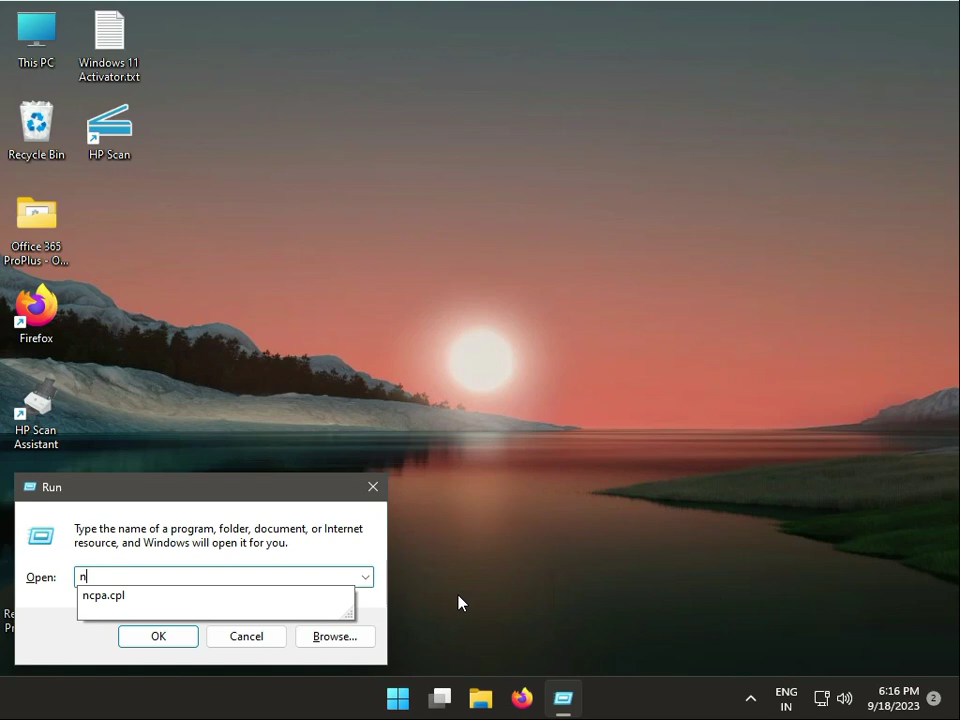 This PC
Windows 11
Activator.txt
Recycle Bin
HP Scan
Office 365
ProPlus - O...
Firefox
HP Scan
Assistant
Run
Type the name of a program, folder, document, or Internet
resource, and Windows will open it for you.
Open:
n
ncpa.cpl
OK
Cancel
Browse...
ENG
IN
6:16 PM
9/18/2023
2